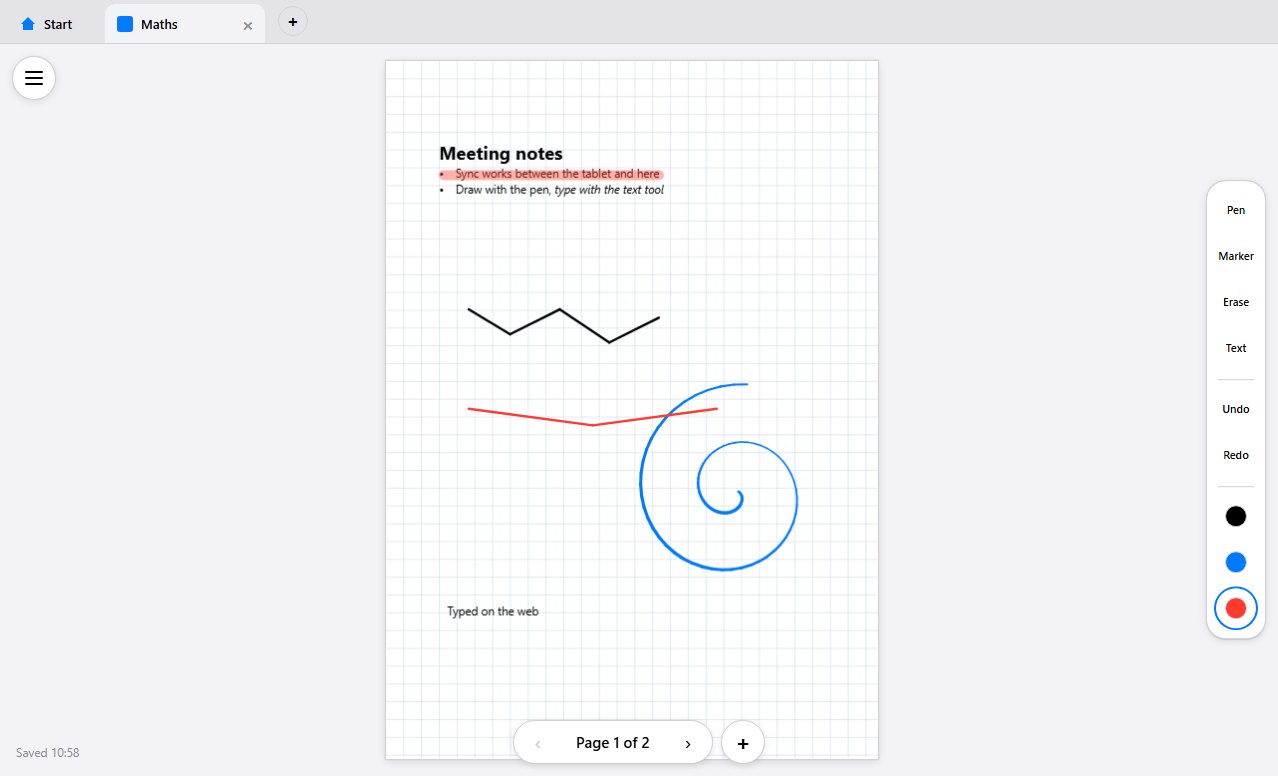 Start
Maths
Meeting notes
• Sync works between the tablet and here
• Draw with the pen, type with the text tool
Pen
Marker
Erase
Text
Undo
Redo
Typed on the web
Page 1 of 2
Saved 10:58